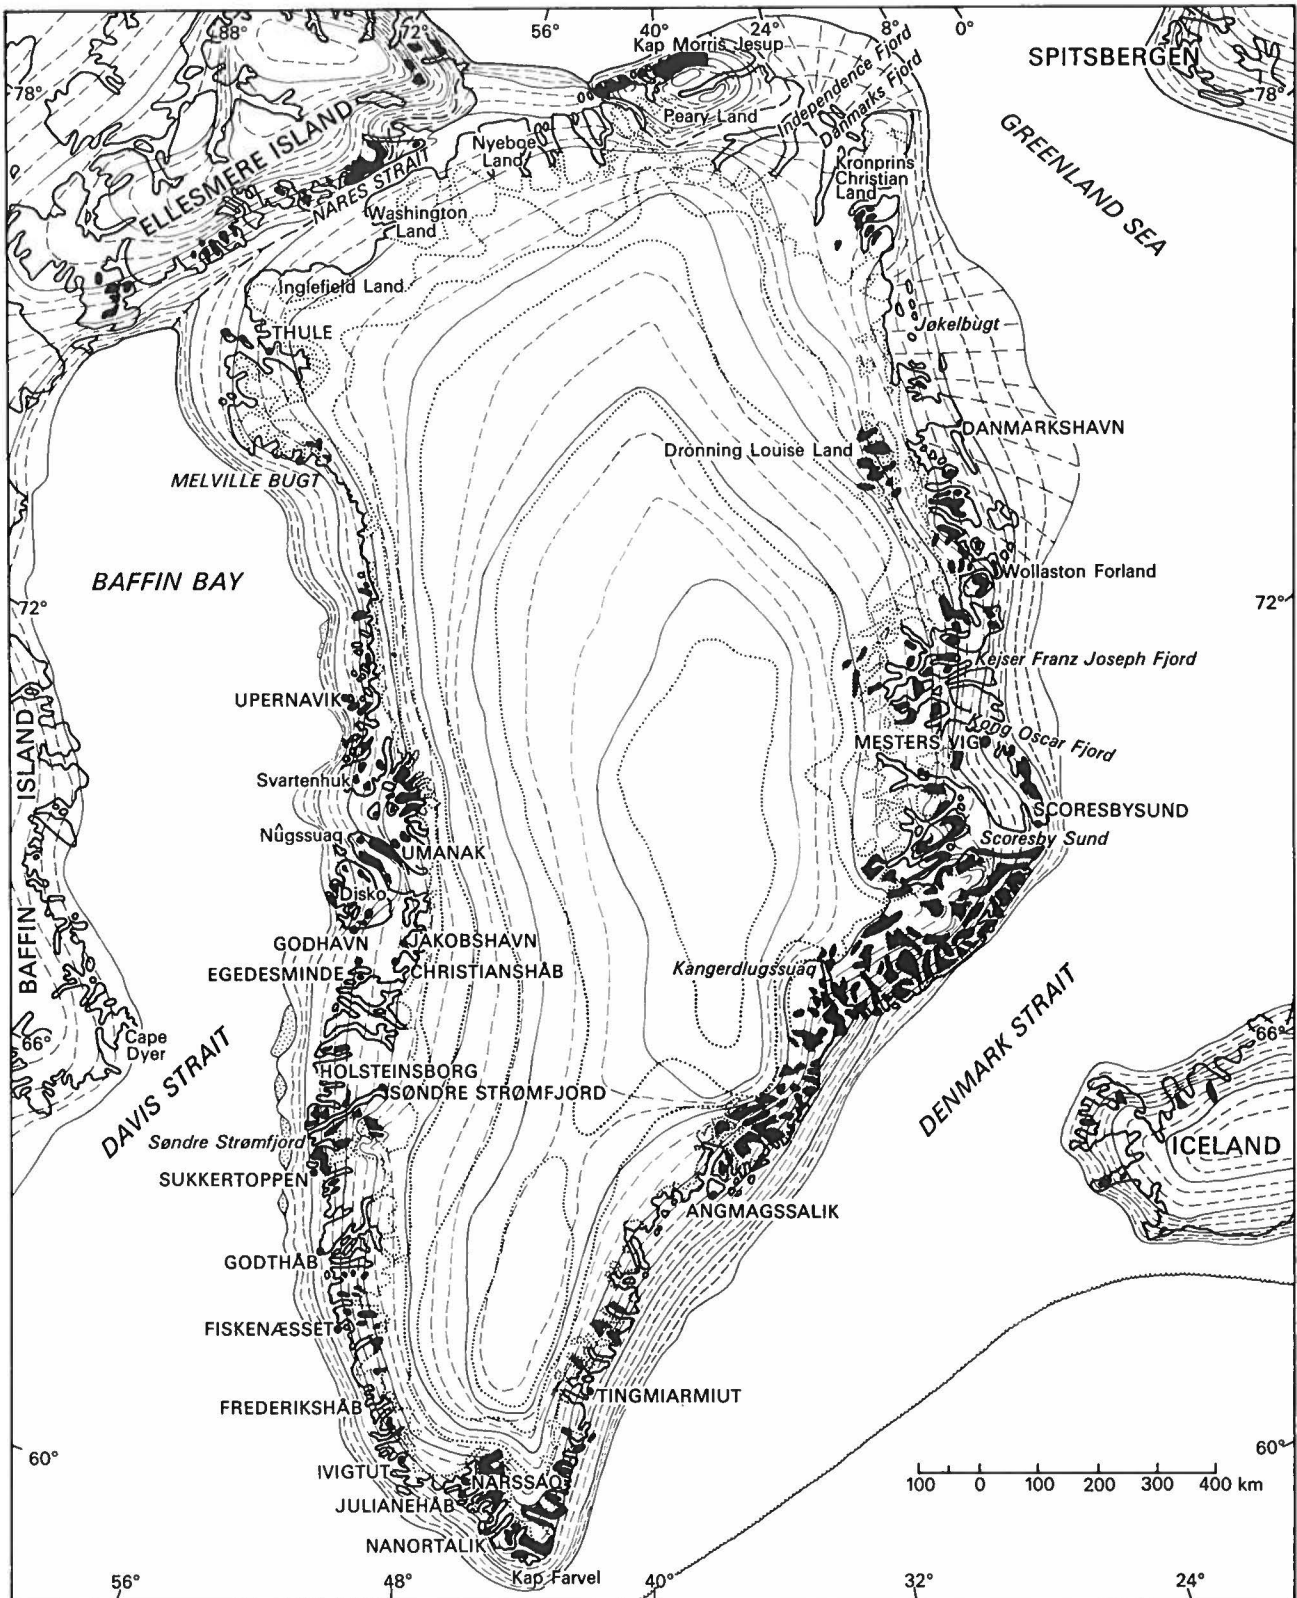 88°
72°
56°
40°
24°
8°
0°
Kap Morris Jesup
SPITSBERGEN
78°
78°
Independence Fjord
Danmarks Fjord
Peary Land
GREENLAND SEA
ELLESMERE ISLAND
NARES STRAIT
Nyeboe
Land
Kronprins
Christian
Land
Washington
Land
Inglefield Land
THULE
Jøkelbugt
DANMARKSHAVN
Dronning Louise Land
MELVILLE BUGT
BAFFIN BAY
Wollaston Forland
72°
72°
Kejser Franz Joseph Fjord
UPERNAVIK
Kong Oscar Fjord
MESTERS VIG
Svartenhuk
SCORESBYSUND
Nûgssuaq
Scoresby Sund
UMANAK
BAFFIN ISLAND
Disko
GODHAVN
JAKOBSHAVN
EGEDESMINDE
CHRISTIANSHÅB
Kangerdlugssuaq
66°
66°
Cape
Dyer
DAVIS STRAIT
DENMARK STRAIT
HOLSTEINSBORG
SØNDRE STRØMFJORD
Søndre Strømfjord
ICELAND
SUKKERTOPPEN
ANGMAGSSALIK
GODTHÅB
FISKENÆSSET
TINGMIARMIUT
FREDERIKSHÅB
60°
60°
IVIGTUT
NARSSAQ
100 0 100 200 300 400 km
JULIANEHÅB
NANORTALIK
Kap Farvel
56°
48°
40°
32°
24°